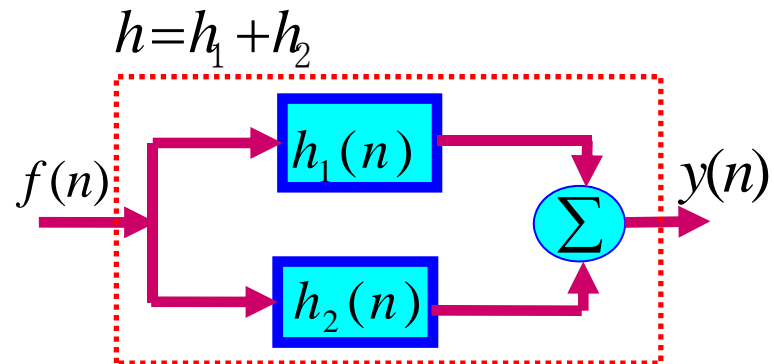 h=h₁+h₂
h₁(n)
f(n)
y(n)
Σ
h₂(n)